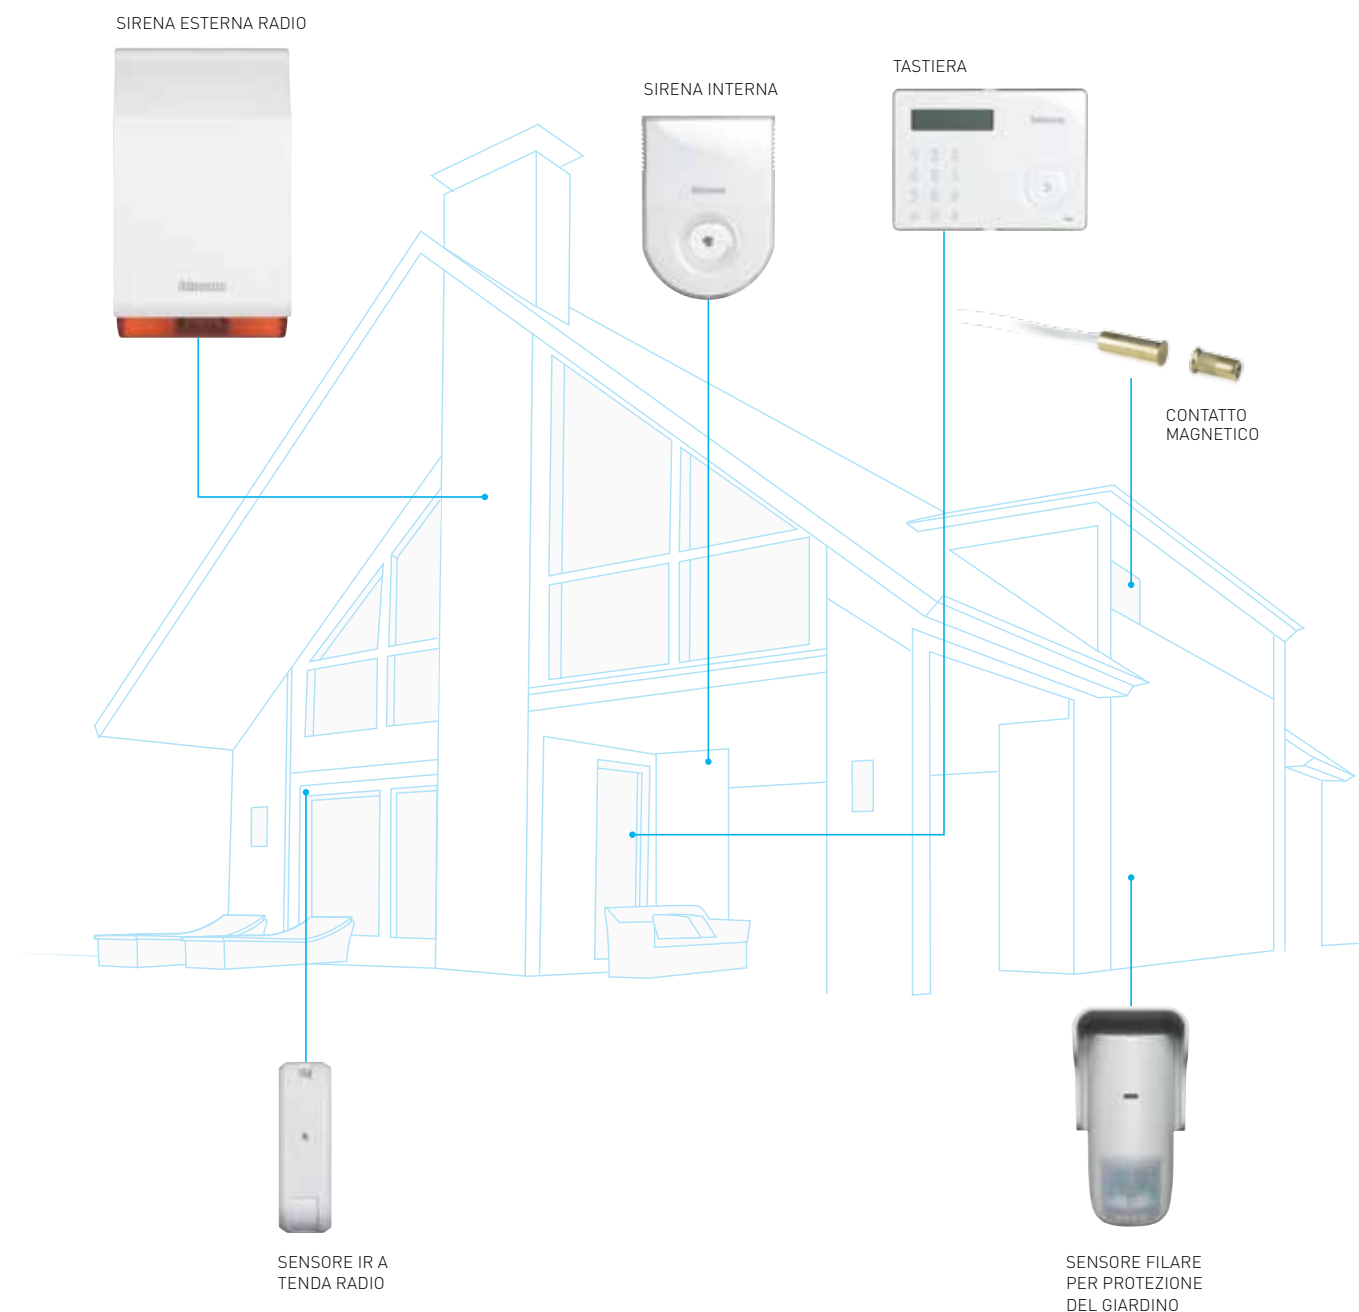 SIRENA ESTERNA RADIO
SIRENA INTERNA
TASTIERA
CONTATTO
MAGNETICO
SENSORE IR A
TENDA RADIO
SENSORE FILARE
PER PROTEZIONE
DEL GIARDINO